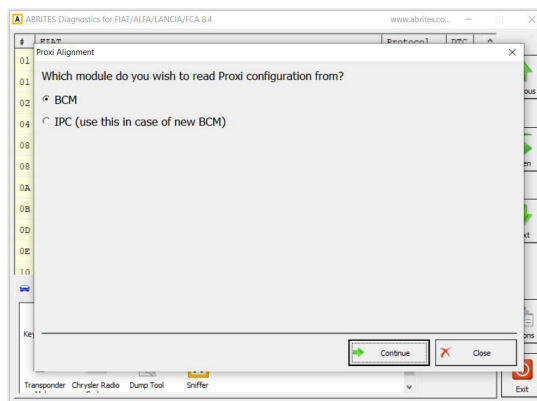 ABRITES Diagnostics for FIAT/ALFA/LANCIA/FCA 8.4 www.abrites.co...
# FIAT Protocol DTC
Proxi Alignment
01
Which module do you wish to read Proxi configuration from?
01
BCM
02
04
IPC (use this in case of new BCM)
08
08
0A
0B
0D
0E
10
Continue
Close
Transponder Chrysler Radio Dump Tool Sniffer
Exit